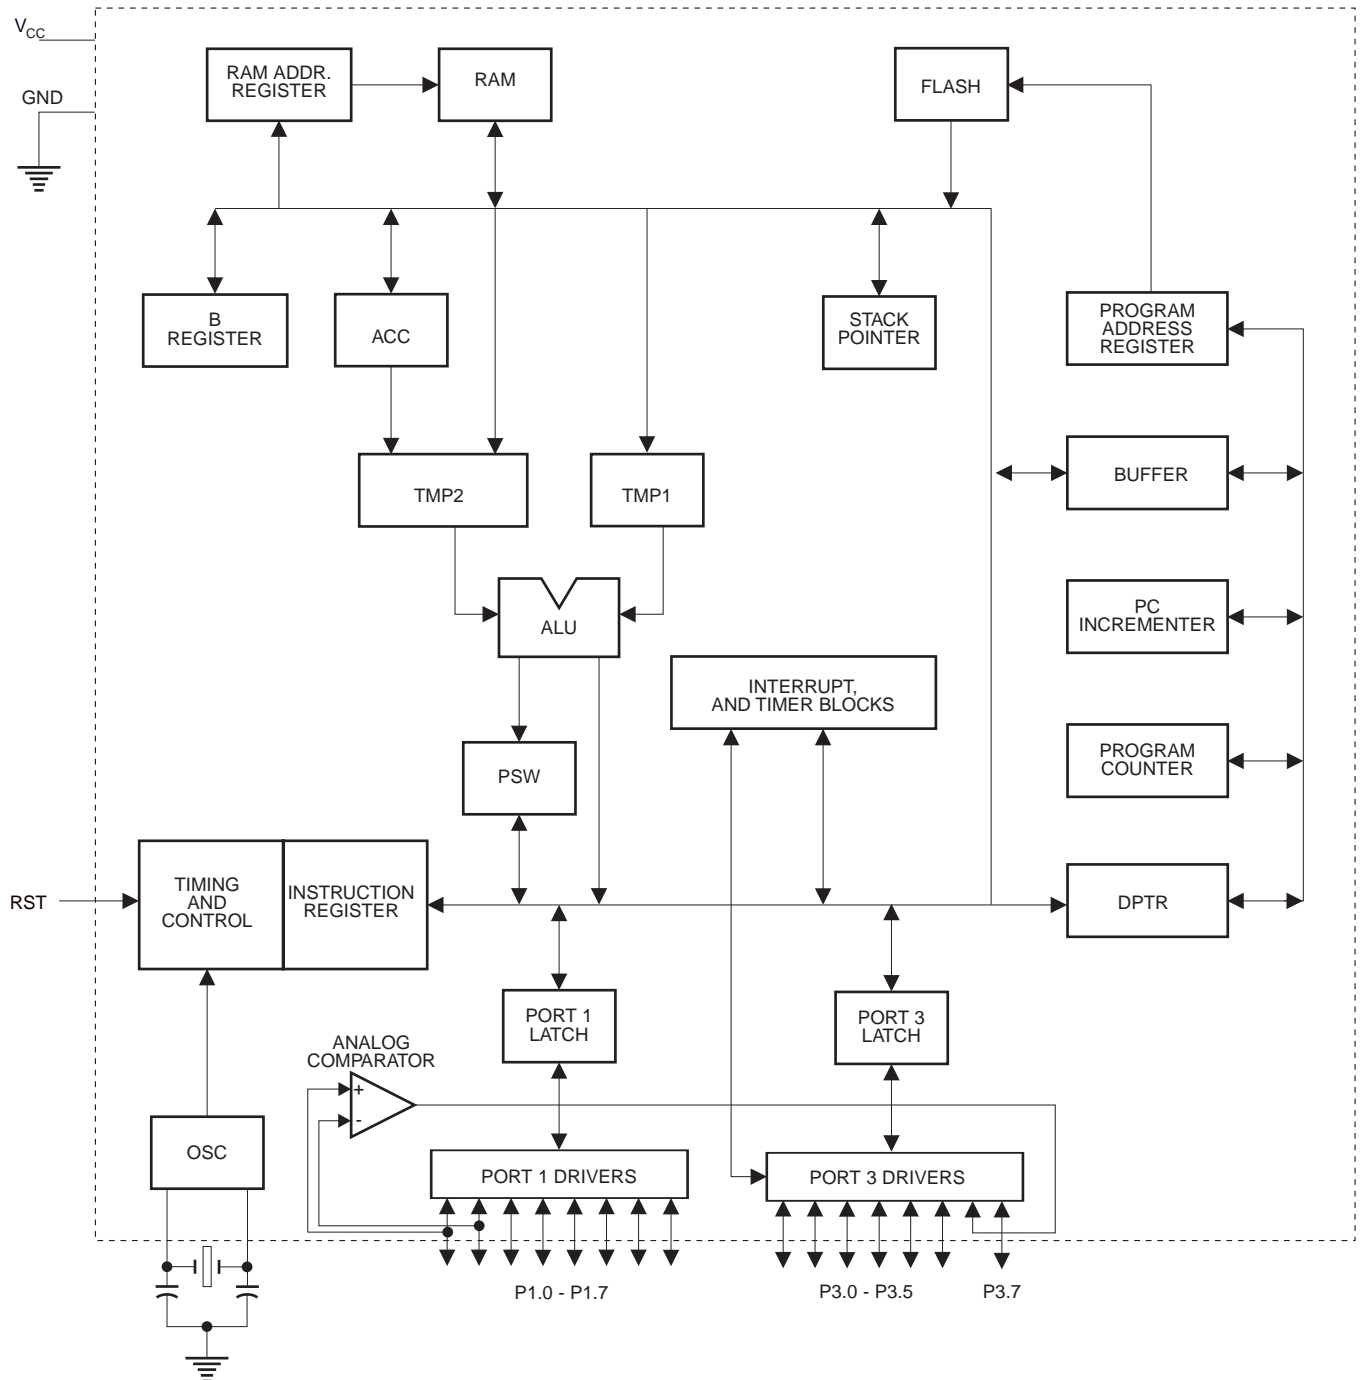 VCC
GND
RAM ADDR.
REGISTER
RAM
FLASH
B
REGISTER
ACC
STACK
POINTER
PROGRAM
ADDRESS
REGISTER
TMP2
TMP1
BUFFER
ALU
PC
INCREMENTER
INTERRUPT,
AND TIMER BLOCKS
PSW
PROGRAM
COUNTER
RST
TIMING
AND
CONTROL
INSTRUCTION
REGISTER
DPTR
PORT 1
LATCH
PORT 3
LATCH
ANALOG
COMPARATOR
+
-
OSC
PORT 1 DRIVERS
PORT 3 DRIVERS
P1.0 - P1.7
P3.0 - P3.5
P3.7